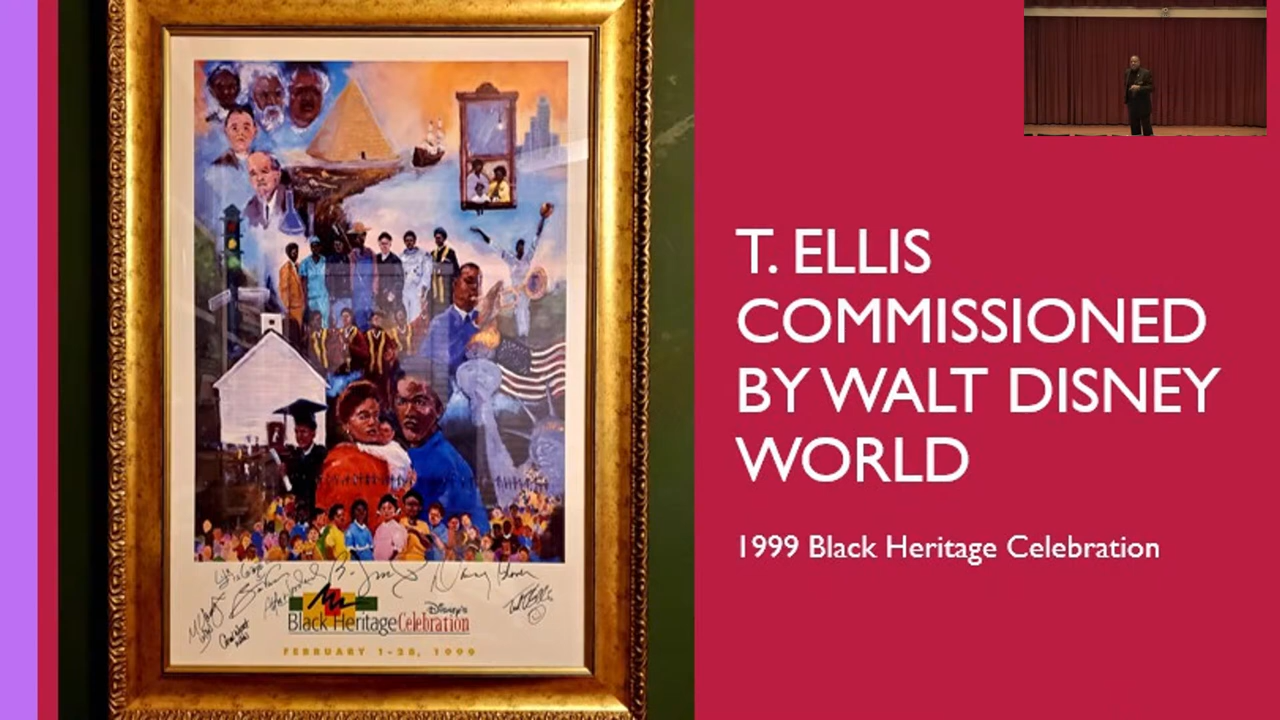 T. ELLIS
COMMISSIONED
BY WALT DISNEY
WORLD
1999 Black Heritage Celebration
Disney's
Black Heritage Celebration
FEBRUARY 1-28, 1999